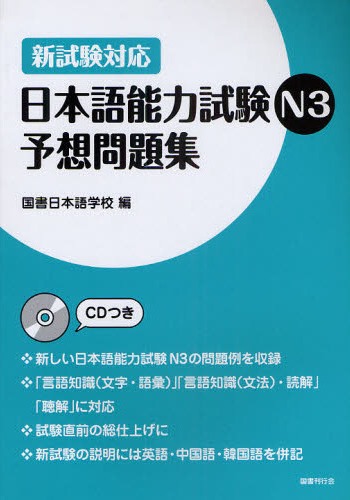 新試験対応
日本語能力試験 N3
予想問題集
国書日本語学校 編
CDつき
❖新しい日本語能力試験 N3の問題例を収録
❖「言語知識(文字・語彙)」「言語知識(文法)・読解」
「聴解」に対応
❖試験直前の総仕上げに
❖新試験の説明には英語・中国語・韓国語を併記
国書刊行会